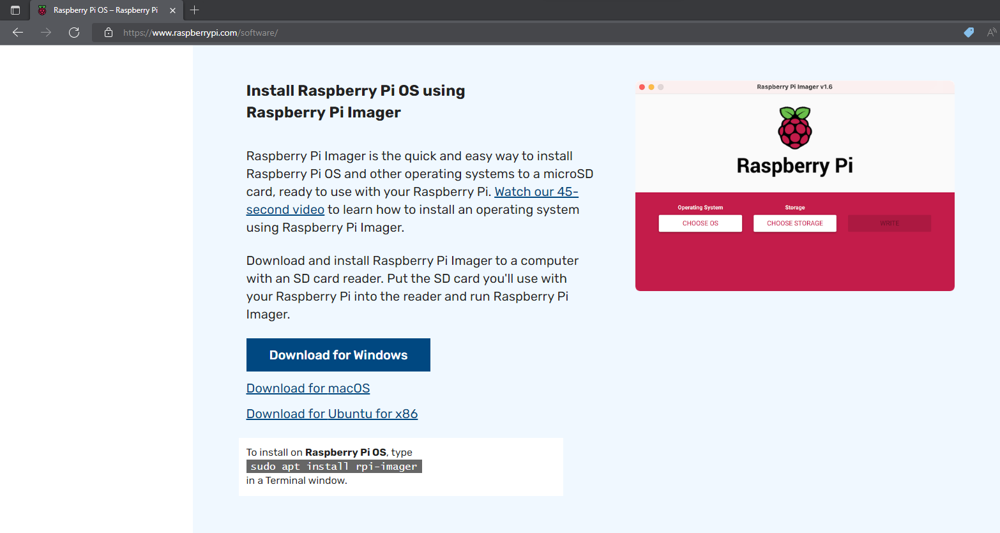 Raspberry Pi OS – Raspberry Pi
https://www.raspberrypi.com/software/
Install Raspberry Pi OS using
Raspberry Pi Imager
Raspberry Pi Imager is the quick and easy way to install
Raspberry Pi OS and other operating systems to a microSD
card, ready to use with your Raspberry Pi. Watch our 45-
second video to learn how to install an operating system
using Raspberry Pi Imager.
Download and install Raspberry Pi Imager to a computer
with an SD card reader. Put the SD card you'll use with
your Raspberry Pi into the reader and run Raspberry Pi
Imager.
Download for Windows
Download for macOS
Download for Ubuntu for x86
To install on Raspberry Pi OS, type
sudo apt install rpi-imager
in a Terminal window.
Raspberry Pi Imager v1.6
Raspberry Pi
Operating System Storage
CHOOSE OS CHOOSE STORAGE WRITE